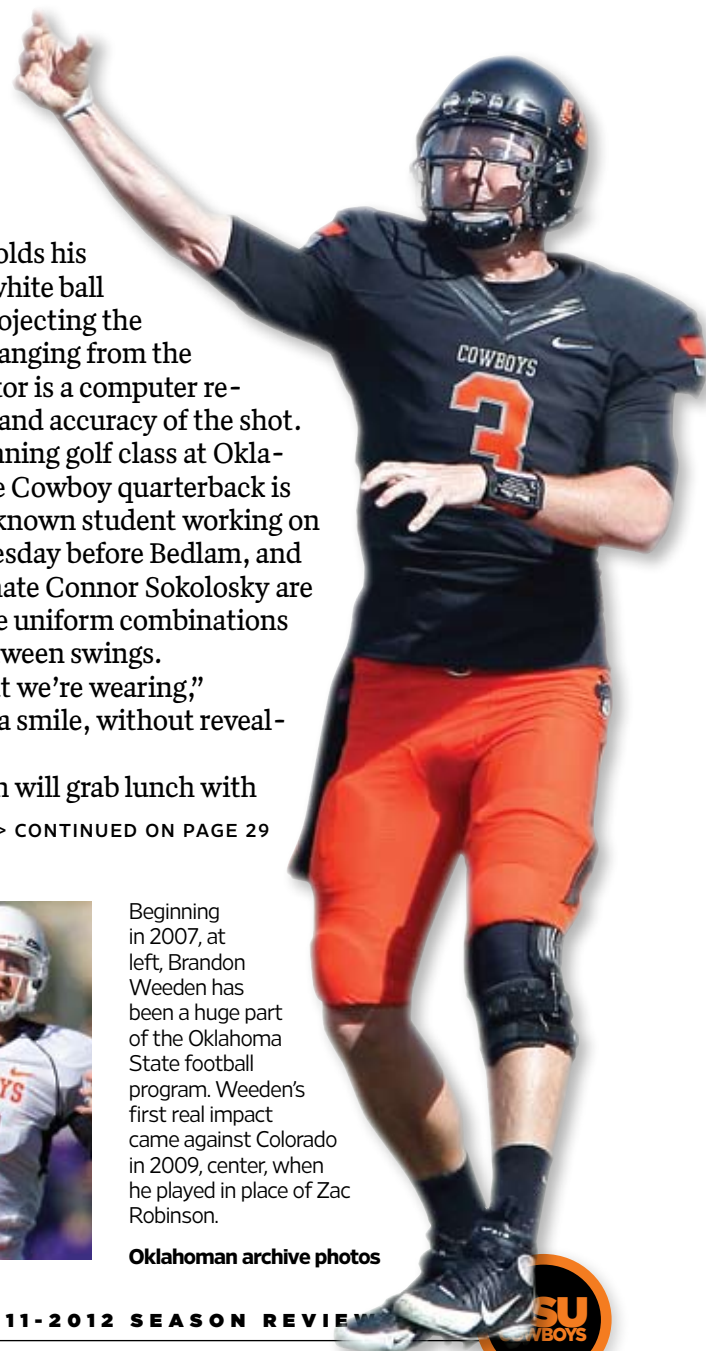 olds his
white ball
ojecting the
anging from the
tor is a computer re-
and accuracy of the shot.
nning golf class at Okla-
e Cowboy quarterback is
known student working on
esday before Bedlam, and
nate Connor Sokolosky are
e uniform combinations
ween swings.
at we're wearing,”
a smile, without reveal-
n will grab lunch with
> CONTINUED ON PAGE 29
COWBOYS
3
YS
Beginning
in 2007, at
left, Brandon
Weeden has
been a huge part
of the Oklahoma
State football
program. Weeden's
first real impact
came against Colorado
in 2009, center, when
he played in place of Zac
Robinson.
Oklahoman archive photos
11-2012 SEASON REVIEW
SU
WBOYS